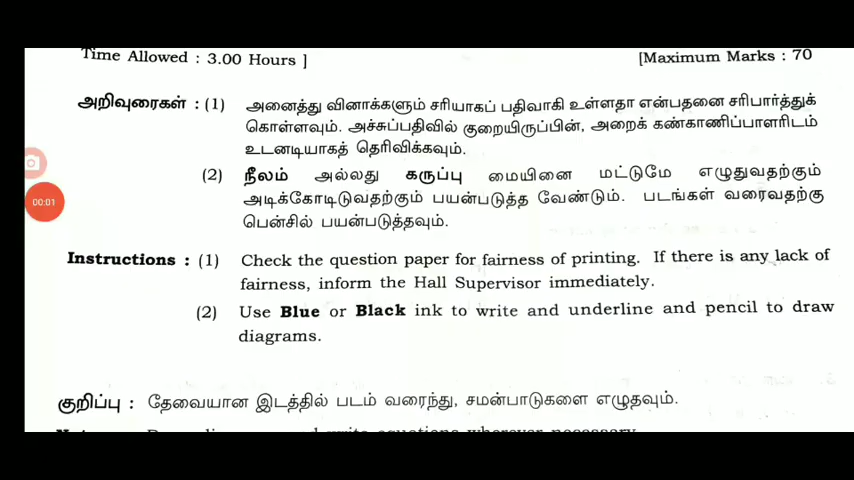 Time Allowed : 3.00 Hours ] [Maximum Marks : 70
அறிவுரைகள் : (1) அனைத்து வினாக்களும் சரியாகப் பதிவாகி உள்ளதா என்பதனை சரிபார்த்துக்
கொள்ளவும். அச்சுப்பதிவில் குறையிருப்பின், அறைக் கண்காணிப்பாளரிடம்
உடனடியாகத் தெரிவிக்கவும்.
(2) நீலம் அல்லது கருப்பு மையினை மட்டுமே எழுதுவதற்கும்
அடிக்கோடிடுவதற்கும் பயன்படுத்த வேண்டும். படங்கள் வரைவதற்கு
பென்சில் பயன்படுத்தவும்.
00:01
Instructions : (1) Check the question paper for fairness of printing. If there is any lack of
fairness, inform the Hall Supervisor immediately.
(2) Use Blue or Black ink to write and underline and pencil to draw
diagrams.
குறிப்பு : தேவையான இடத்தில் படம் வரைந்து, சமன்பாடுகளை எழுதவும்.
and write equations wherever necessary